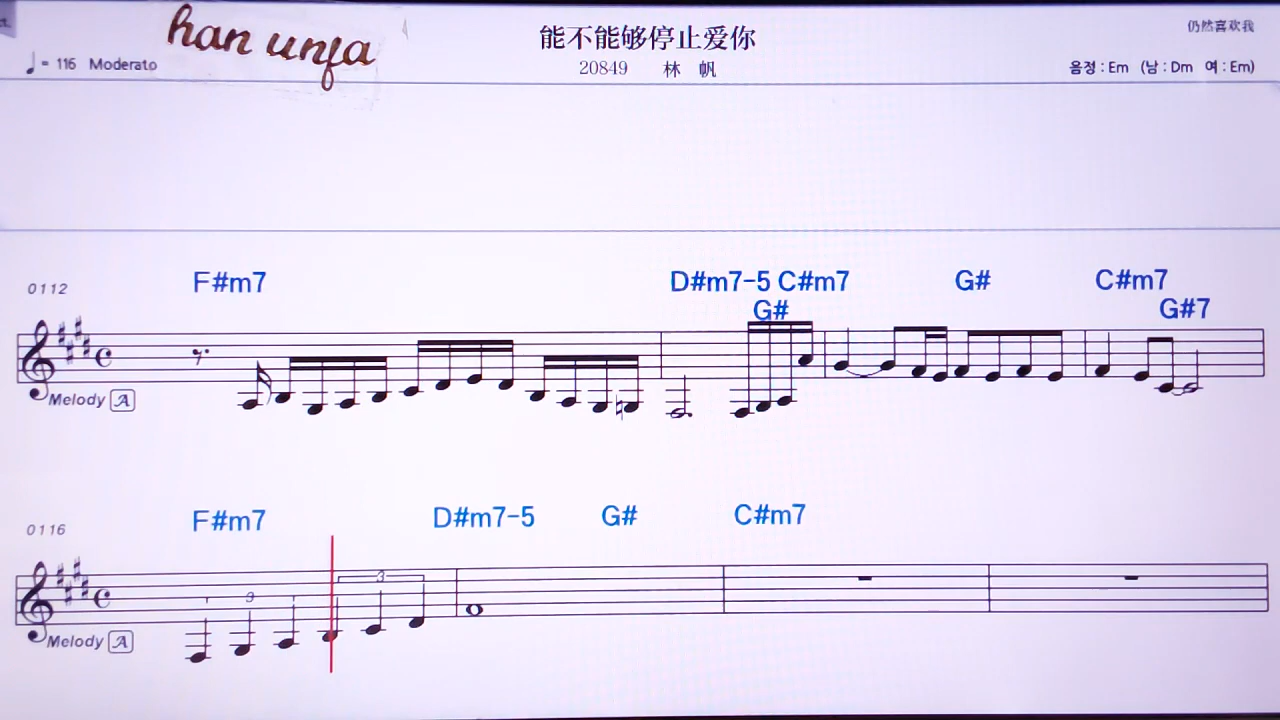 han unfa
能不能够停止爱你
仍然喜欢我
♩= 116 Moderato
20849 林 帆
음정 : Em (남 : Dm 여 : Em)
0112
F#m7 D#m7-5 C#m7 G# C#m7
G# G#7
Melody A
0116
F#m7 D#m7-5 G# C#m7
3 3
Melody A